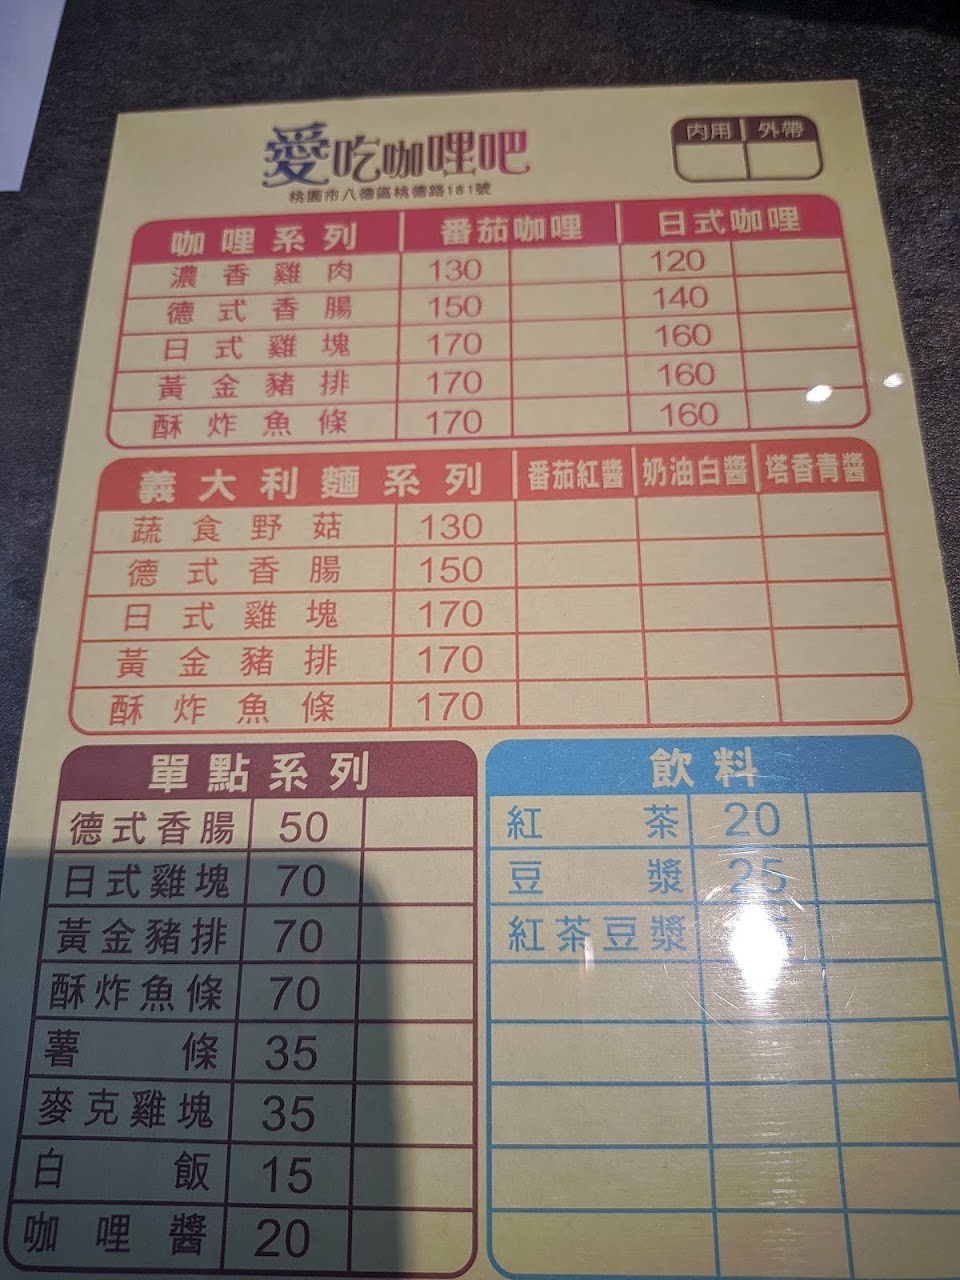 愛吃咖哩吧
桃園市八德區桃德路181號
內用 外帶
咖哩系列 番茄咖哩 日式咖哩
濃香雞肉 130 120
德式香腸 150 140
日式雞塊 170 160
黃金豬排 170 160
酥炸魚條 170 160
義大利麵系列 番茄紅醬 奶油白醬 塔香青醬
蔬食野菇 130
德式香腸 150
日式雞塊 170
黃金豬排 170
酥炸魚條 170
單點系列
德式香腸 50
日式雞塊 70
黃金豬排 70
酥炸魚條 70
薯條 35
麥克雞塊 35
白飯 15
咖哩醬 20
飲料
紅茶 20
豆漿 25
紅茶豆漿